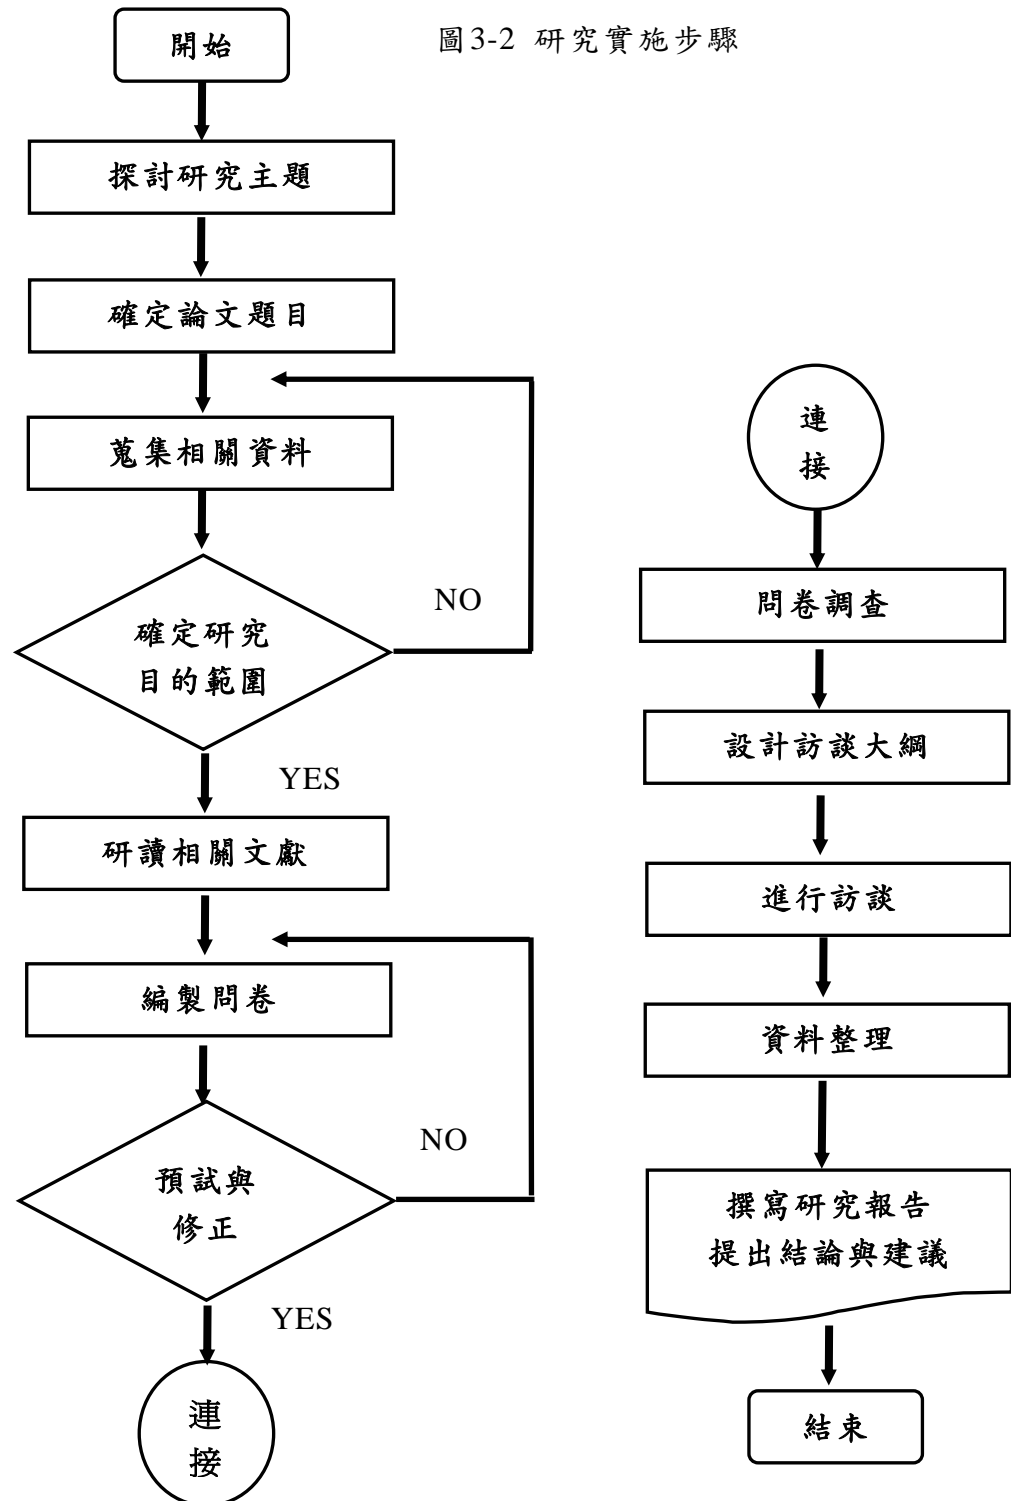 圖3-2 研究實施步驟
開始
探討研究主題
確定論文題目
蒐集相關資料
確定研究
目的範圍
NO
YES
研讀相關文獻
編製問卷
預試與
修正
NO
YES
連
接
連
接
問卷調查
設計訪談大綱
進行訪談
資料整理
撰寫研究報告
提出結論與建議
結束